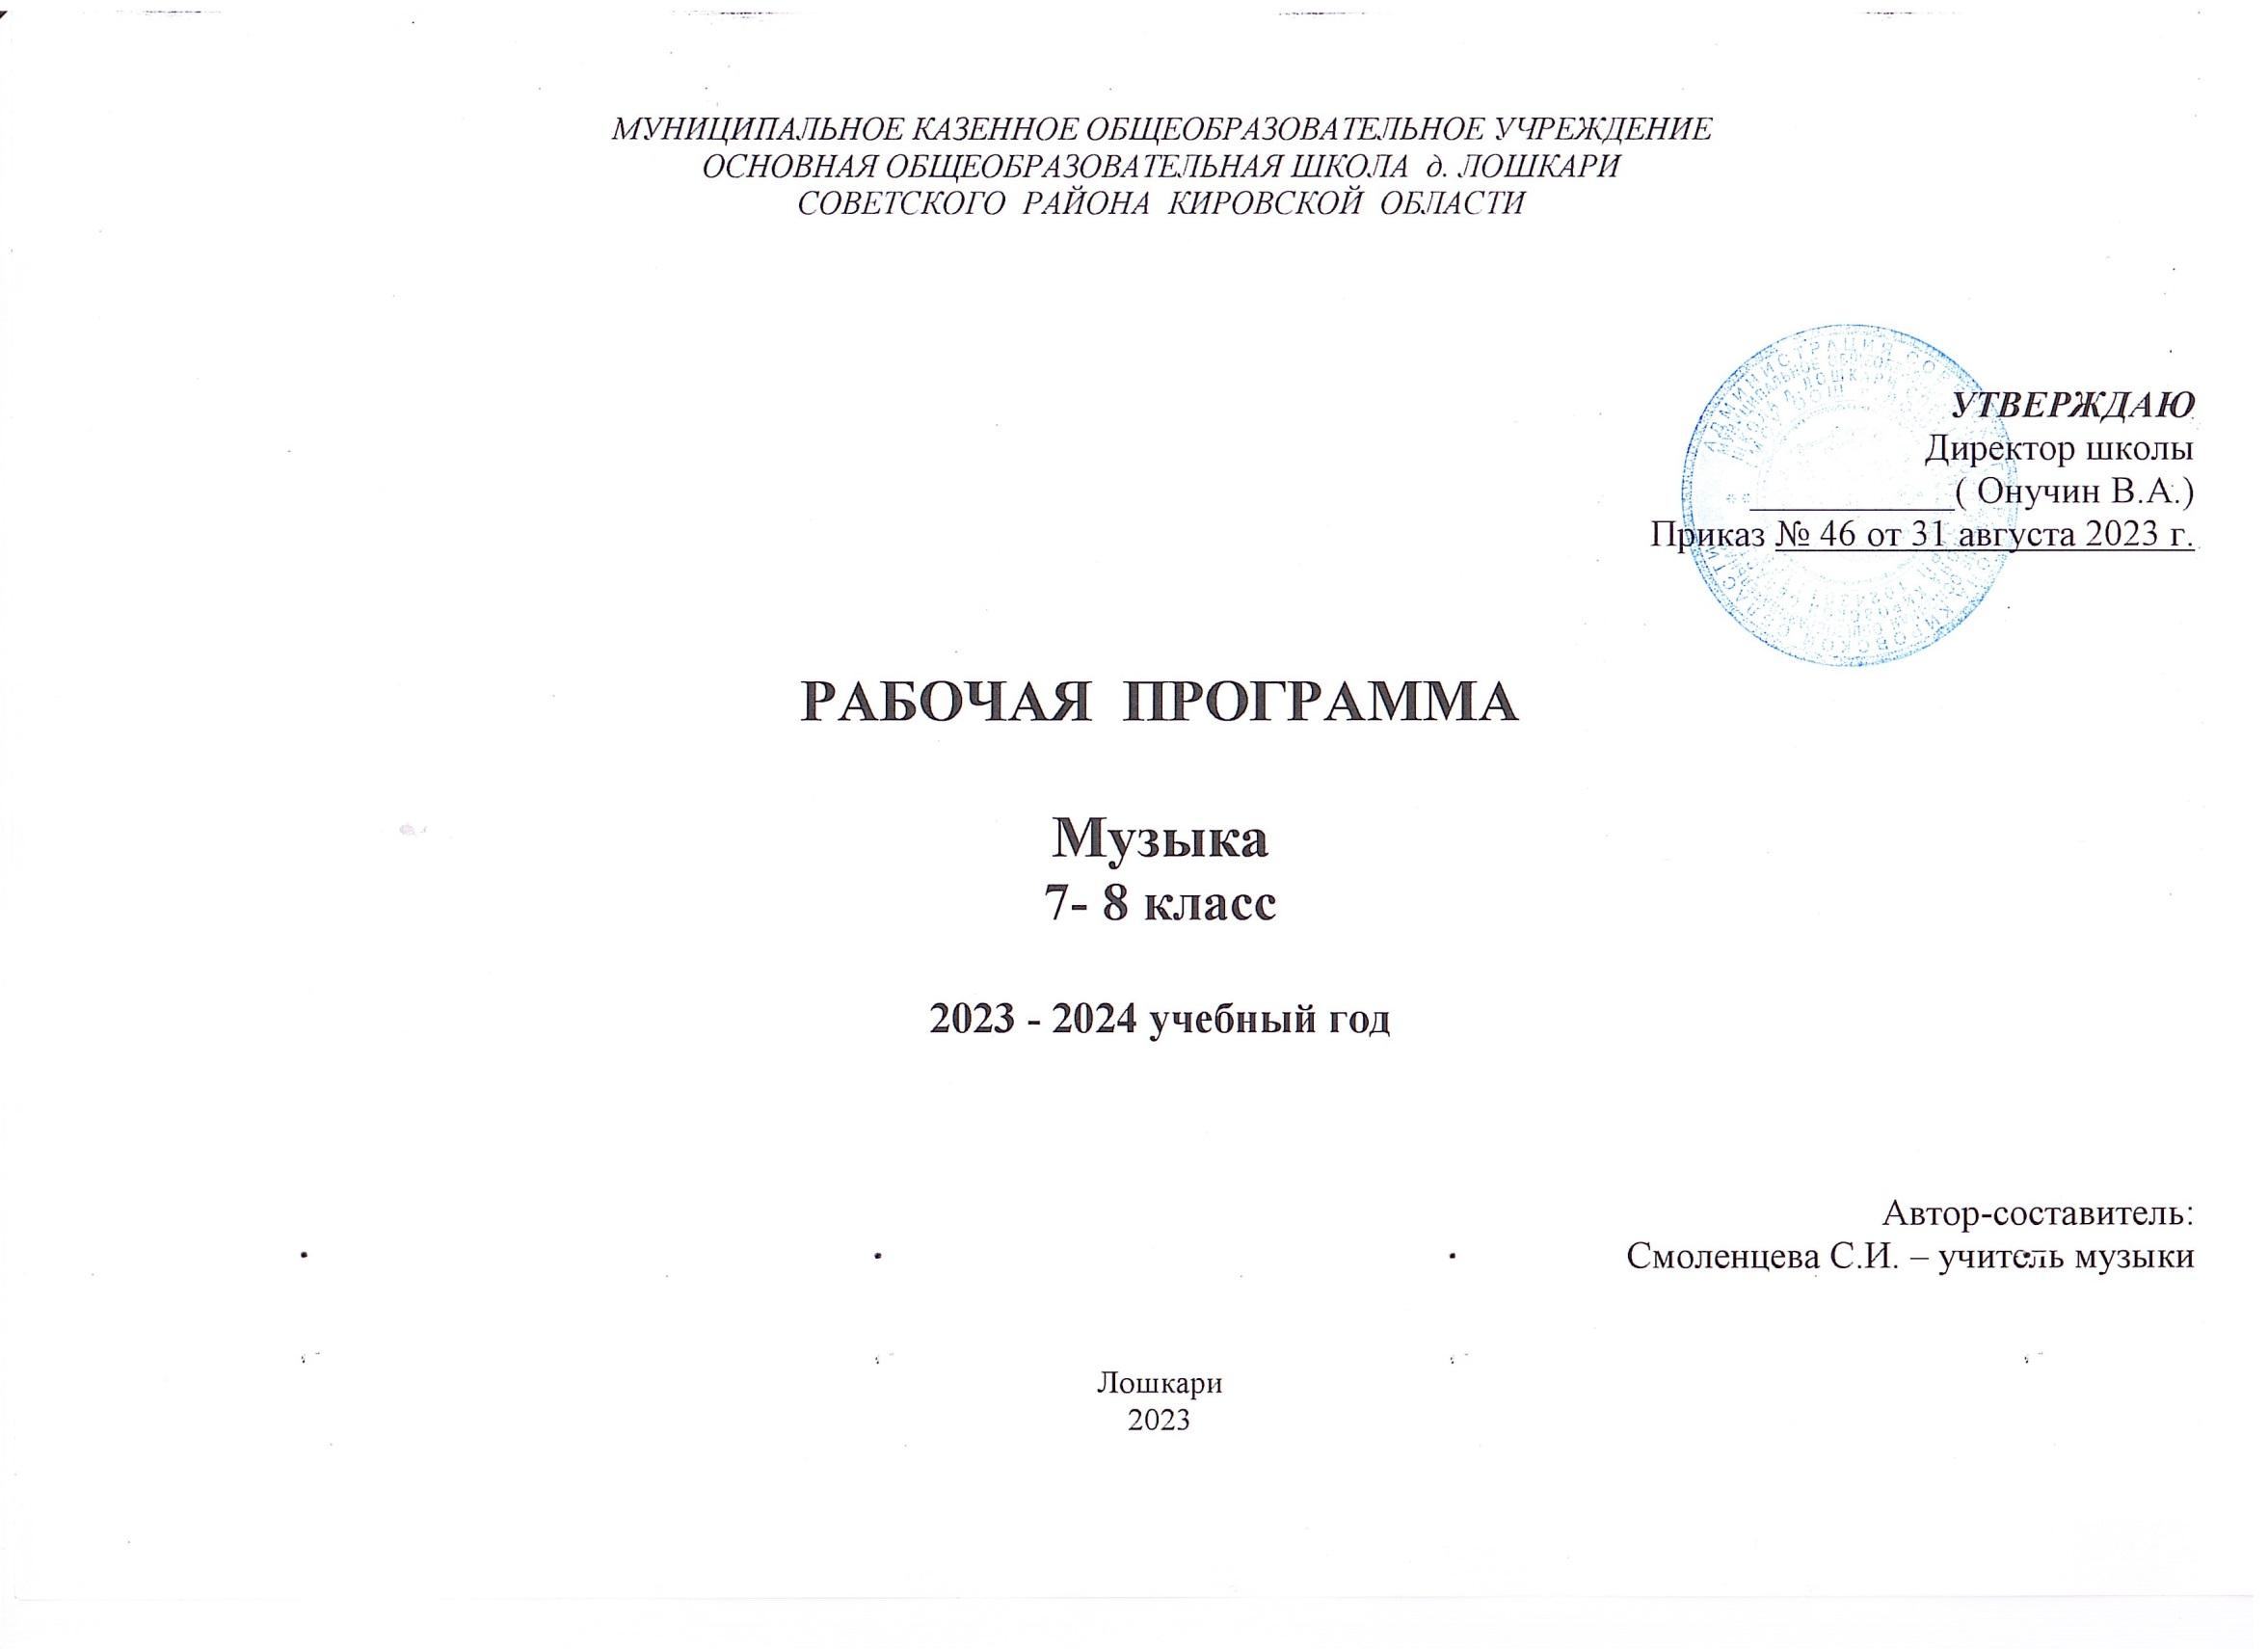 МУНИЦИПАЛЬНОЕ КАЗЕННОЕ ОБЩЕОБРАЗОВАТЕЛЬНОЕ УЧРЕЖДЕНИЕ
ОСНОВНАЯ ОБЩЕОБРАЗОВАТЕЛЬНАЯ ШКОЛА д. ЛОШКАРИ
СОВЕТСКОГО РАЙОНА КИРОВСКОЙ ОБЛАСТИ
УТВЕРЖДАЮ
Директор школы
___________( Онучин В.А.)
Приказ № 46 от 31 августа 2023 г.
АДМИНИСТРАЦИЯ
РАБОЧАЯ ПРОГРАММА
Музыка
7- 8 класс
2023 - 2024 учебный год
Автор-составитель:
Смоленцева С.И. – учитель музыки
Лошкари
2023